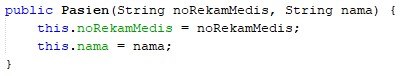 public Pasien(String noRekamMedis, String nama) {
    this.noRekamMedis = noRekamMedis;
    this.nama = nama;
}